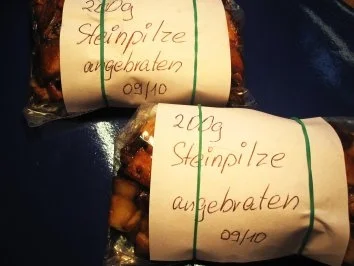 200g
Steinpilze
angebraten
09/10
200g
Steinpilze
angebraten
09/10